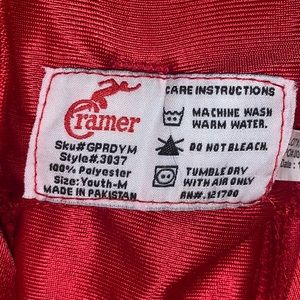 Cramer
Sku#GPRDYM
Style#.3037
100% Polyester
Size: Youth-M
MADE IN PAKISTAN
CARE INSTRUCTIONS
MACHINE WASH
WARM WATER.
DO NOT BLEACH.
TUMBLE DRY
WITH AIR ONLY
RN#.121700